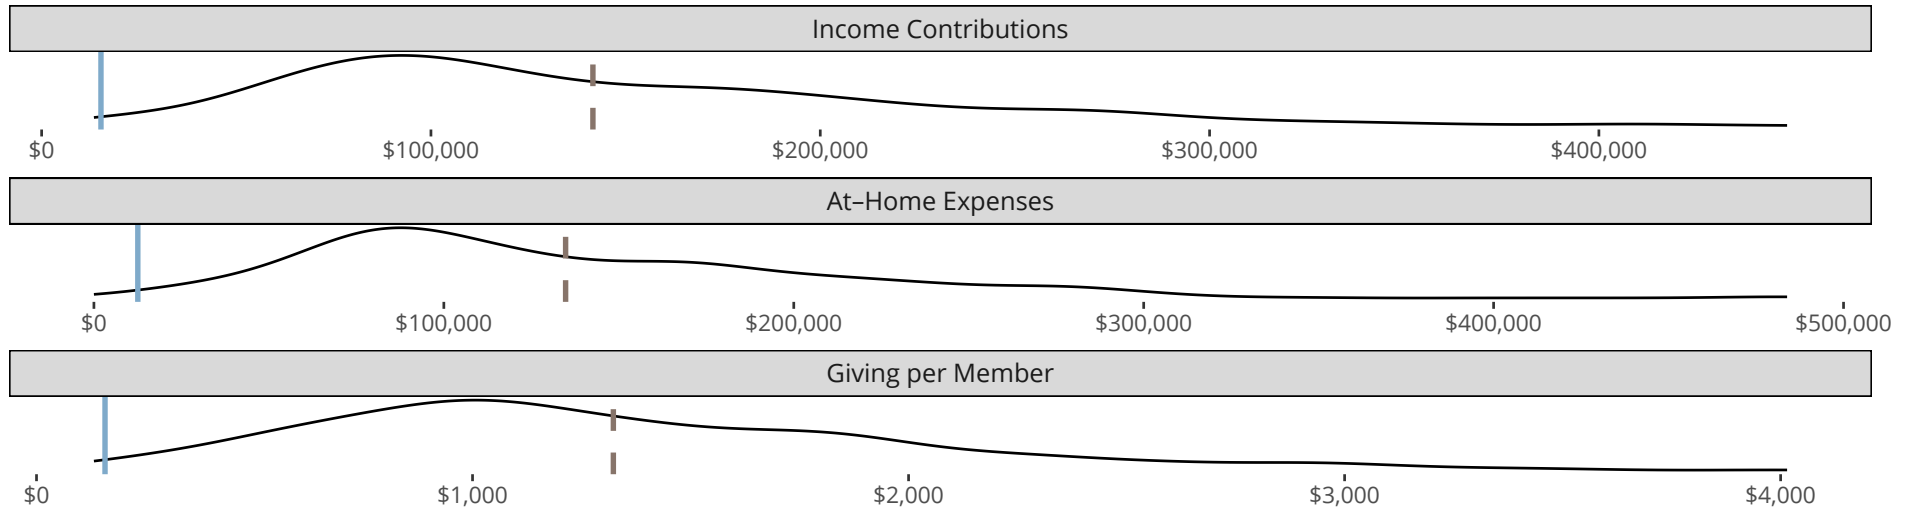 Income Contributions
$0 $100,000 $200,000 $300,000 $400,000
At–Home Expenses
$0 $100,000 $200,000 $300,000 $400,000 $500,000
Giving per Member
$0 $1,000 $2,000 $3,000 $4,000